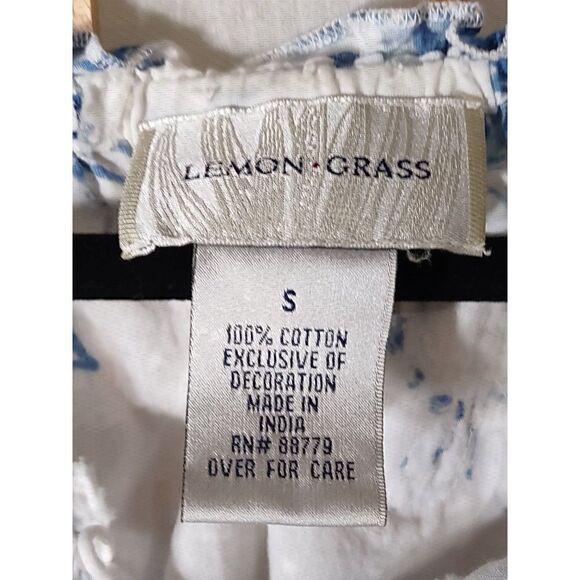 LEMON·GRASS
S
100% COTTON
EXCLUSIVE OF
DECORATION
MADE IN
INDIA
RN# 88779
OVER FOR CARE